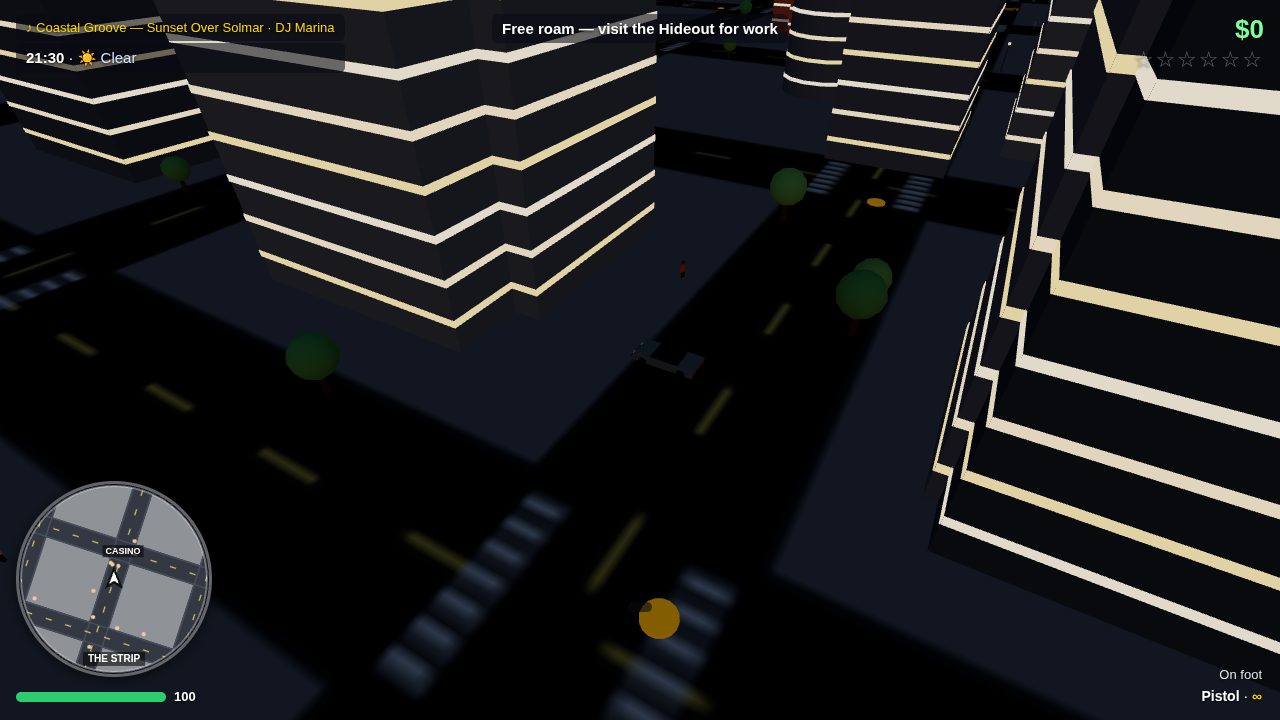 ♪ Coastal Groove — Sunset Over Solmar · DJ Marina
21:30 · ☀️ Clear
Free roam — visit the Hideout for work
$0
CASINO
THE STRIP
100
On foot
Pistol · ∞